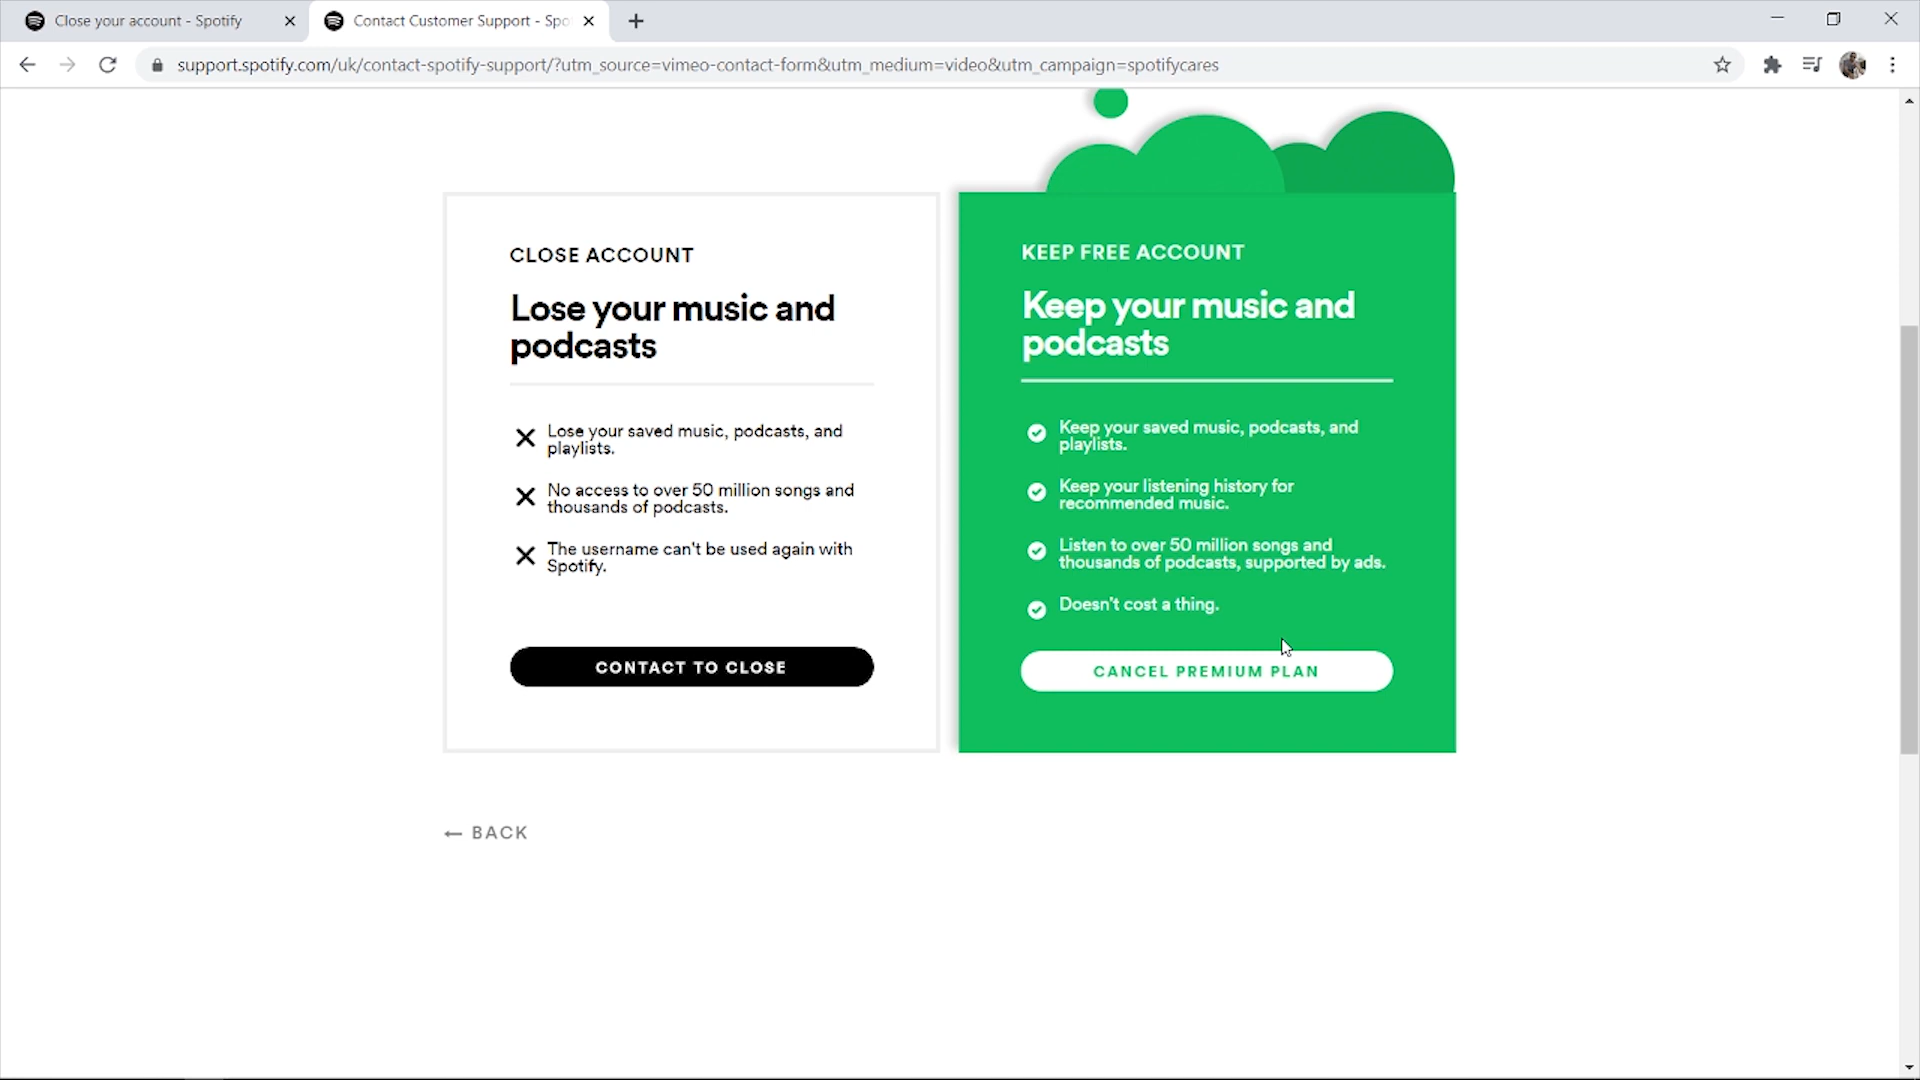 Close your account - Spotify
Contact Customer Support - Spo
support.spotify.com/uk/contact-spotify-support/?utm_source=vimeo-contact-form&utm_medium=video&utm_campaign=spotifycares
CLOSE ACCOUNT
Lose your music and
podcasts
Lose your saved music, podcasts, and
playlists.
No access to over 50 million songs and
thousands of podcasts.
The username can't be used again with
Spotify.
CONTACT TO CLOSE
KEEP FREE ACCOUNT
Keep your music and
podcasts
Keep your saved music, podcasts, and
playlists.
Keep your listening history for
recommended music.
Listen to over 50 million songs and
thousands of podcasts, supported by ads.
Doesn't cost a thing.
CANCEL PREMIUM PLAN
← BACK